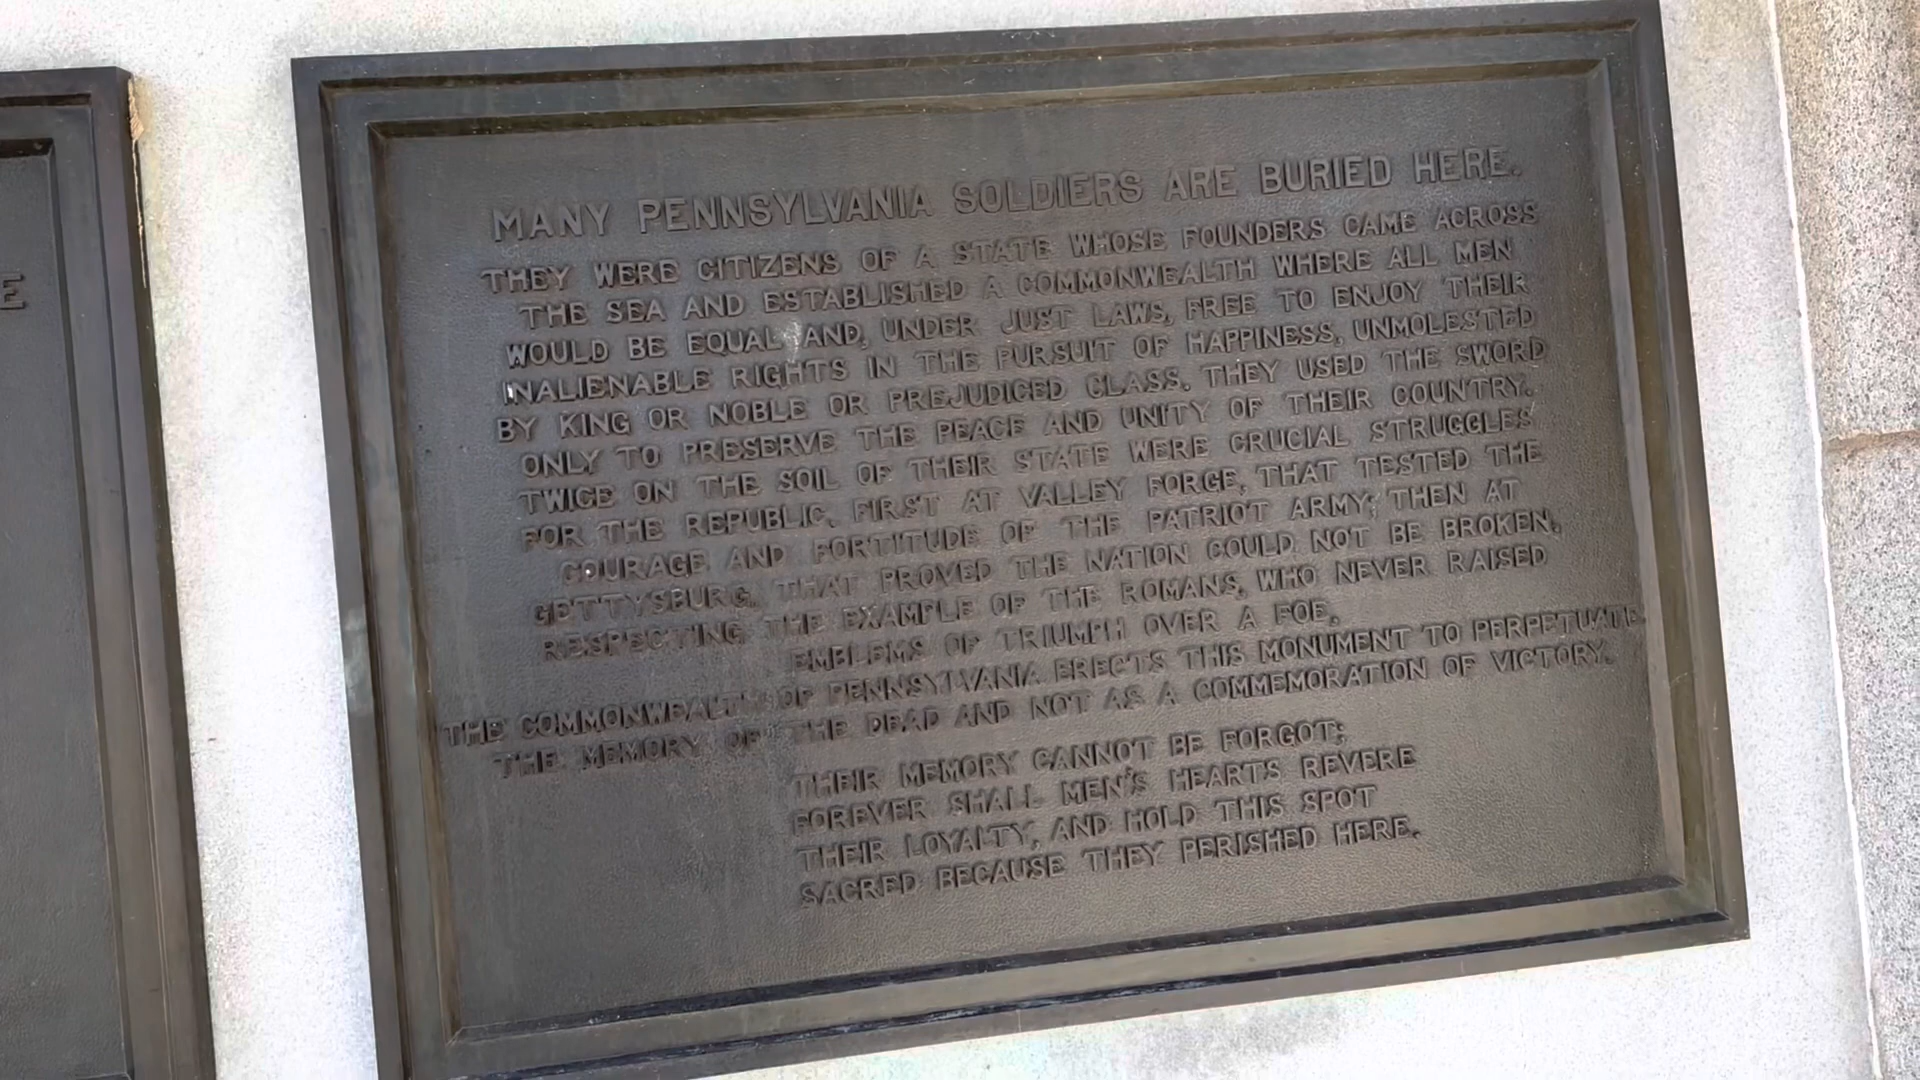 E
MANY PENNSYLVANIA SOLDIERS ARE BURIED HERE.
THEY WERE CITIZENS OF A STATE WHOSE FOUNDERS CAME ACROSS
THE SEA AND ESTABLISHED A COMMONWEALTH WHERE ALL MEN
WOULD BE EQUAL AND, UNDER JUST LAWS, FREE TO ENJOY THEIR
INALIENABLE RIGHTS IN THE PURSUIT OF HAPPINESS, UNMOLESTED
BY KING OR NOBLE OR PREJUDICED CLASS. THEY USED THE SWORD
ONLY TO PRESERVE THE PEACE AND UNITY OF THEIR COUNTRY.
TWICE ON THE SOIL OF THEIR STATE WERE CRUCIAL STRUGGLES
FOR THE REPUBLIC. FIRST AT VALLEY FORGE, THAT TESTED THE
COURAGE AND FORTITUDE OF THE PATRIOT ARMY; THEN AT
GETTYSBURG, THAT PROVED THE NATION COULD NOT BE BROKEN.
RESPECTING THE EXAMPLE OF THE ROMANS, WHO NEVER RAISED
EMBLEMS OF TRIUMPH OVER A FOE,
THE COMMONWEALTH OF PENNSYLVANIA ERECTS THIS MONUMENT TO PERPETUATE
THE MEMORY OF THE DEAD AND NOT AS A COMMEMORATION OF VICTORY.
THEIR MEMORY CANNOT BE FORGOT;
FOREVER SHALL MEN'S HEARTS REVERE
THEIR LOYALTY, AND HOLD THIS SPOT
SACRED BECAUSE THEY PERISHED HERE.